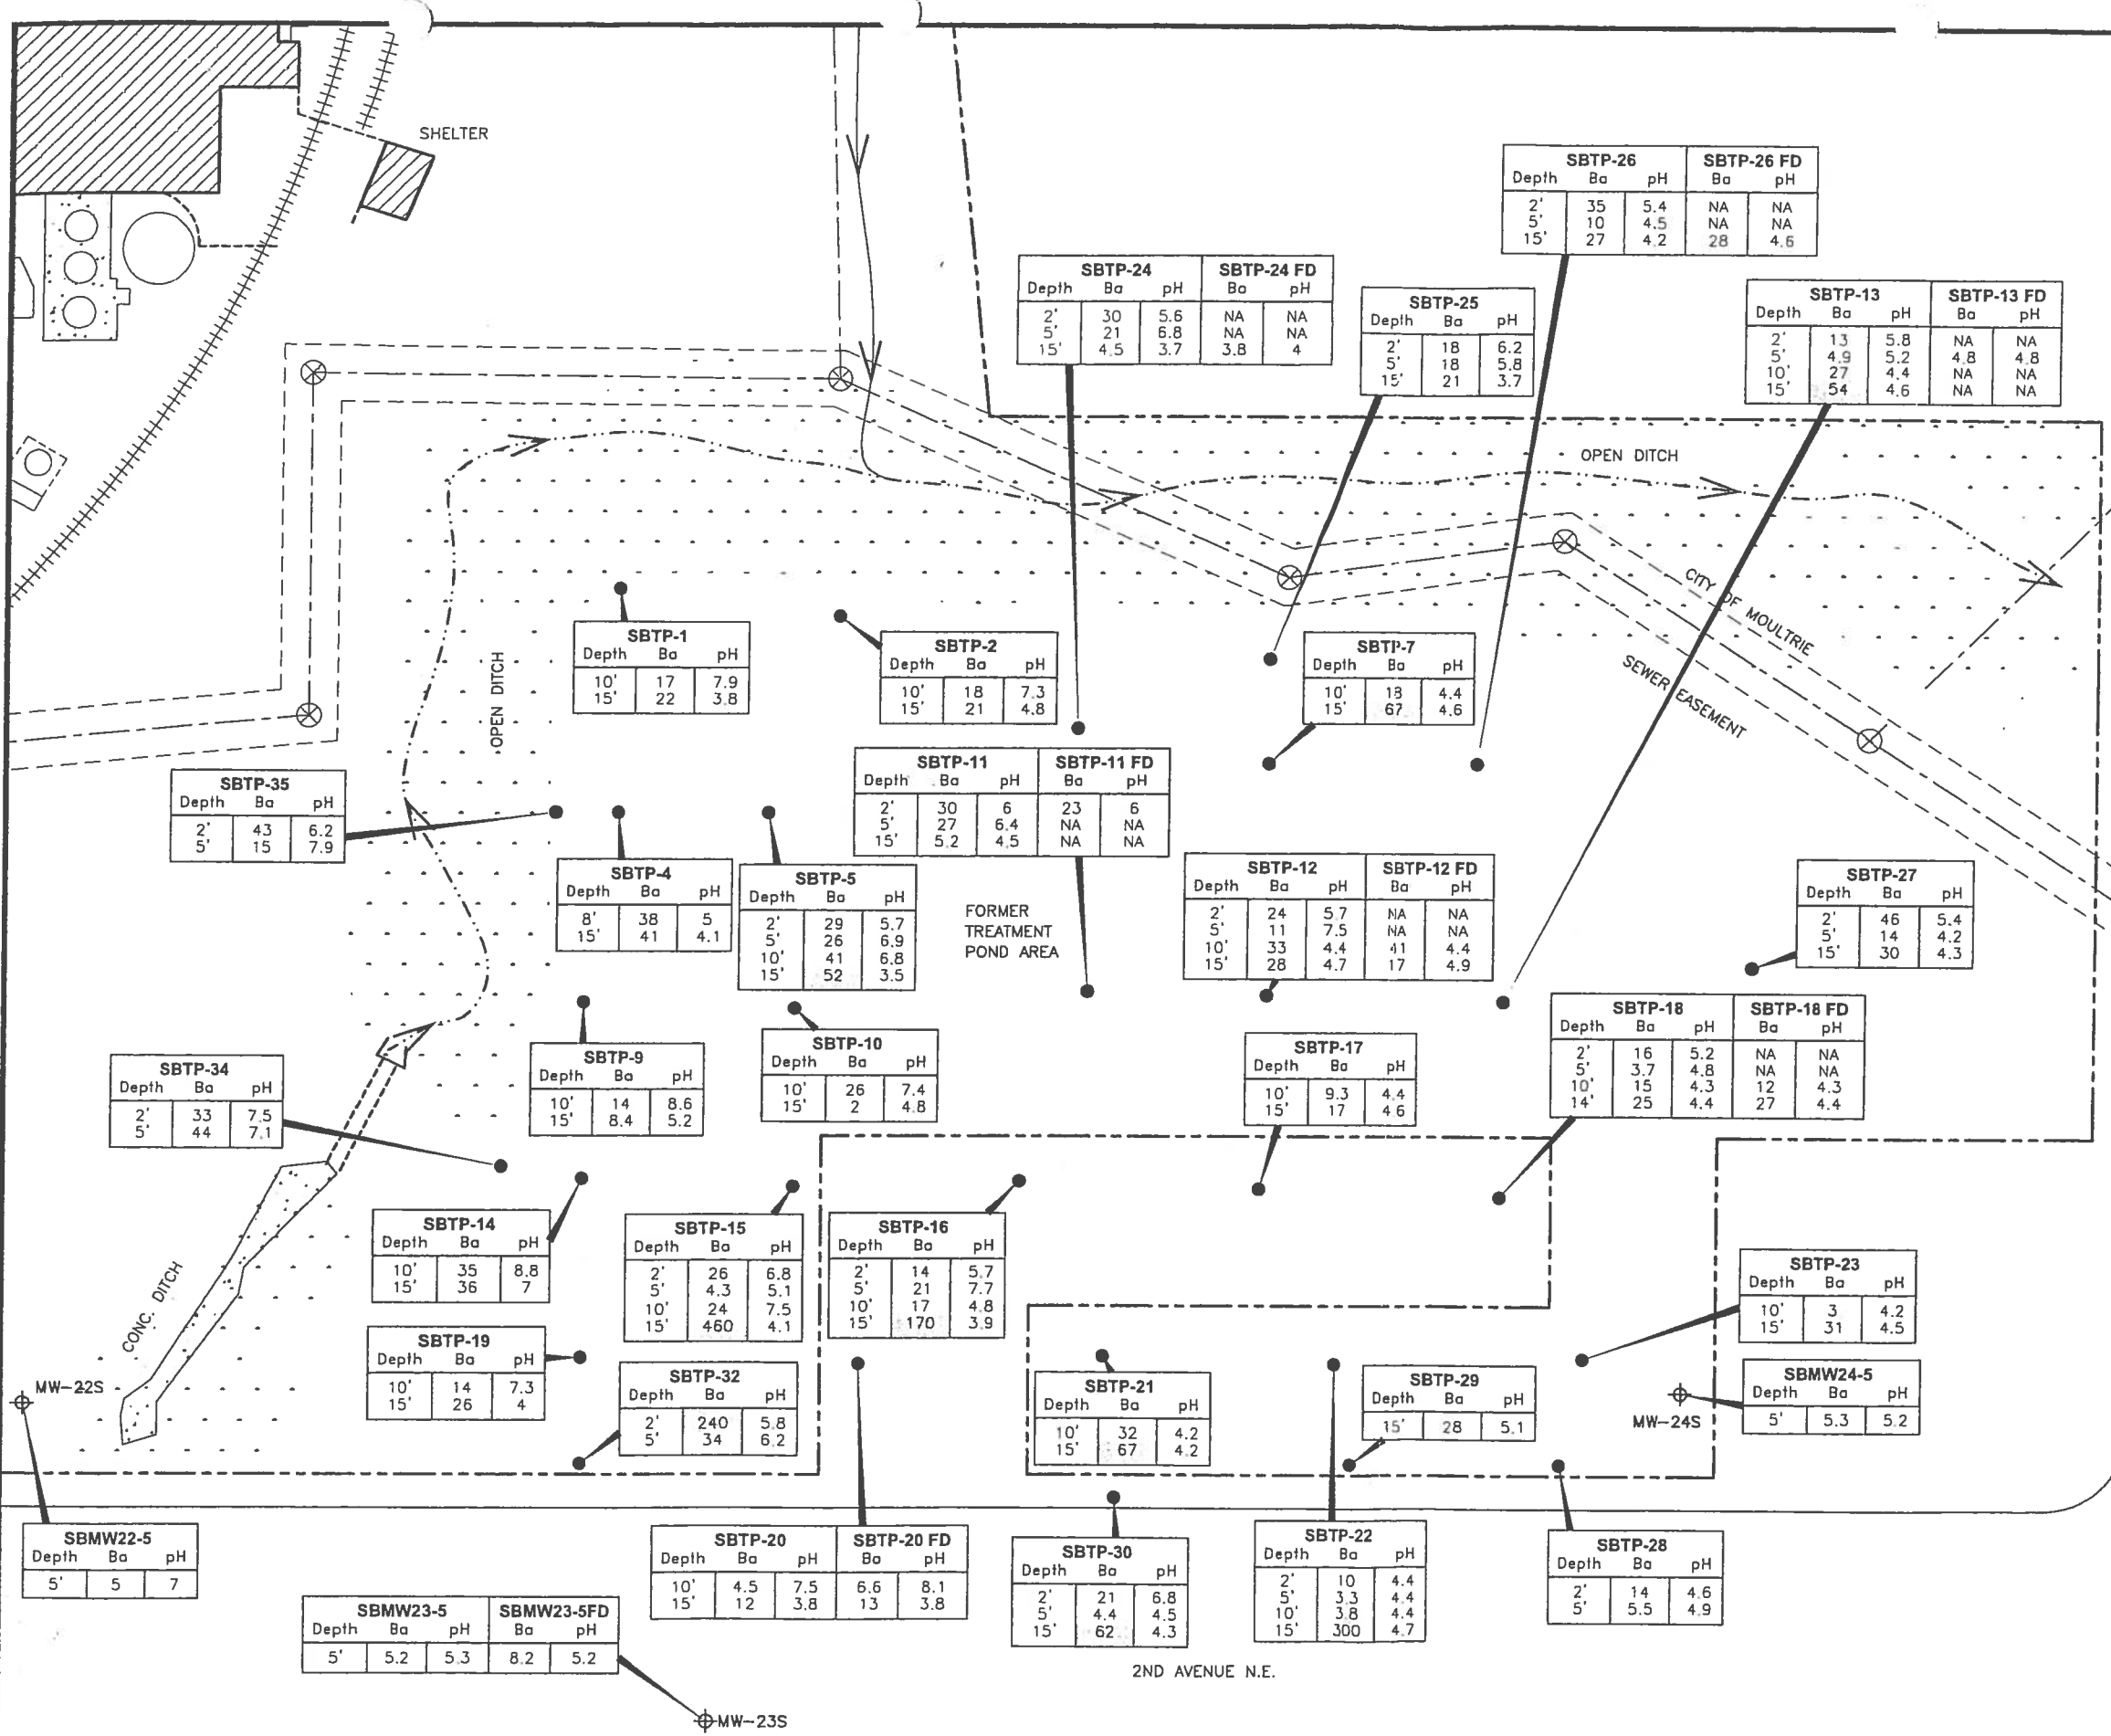 SHELTER
SBTP-26 SBTP-26 FD
Depth Ba pH Ba pH
2' 35 5.4 NA NA
5' 10 4.5 NA NA
15' 27 4.2 28 4.6
SBTP-24 SBTP-24 FD
Depth Ba pH Ba pH
2' 30 5.6 NA NA
5' 21 6.8 NA NA
15' 4.5 3.7 3.8 4
SBTP-25
Depth Ba pH
2' 18 6.2
5' 18 5.8
15' 21 3.7
SBTP-13 SBTP-13 FD
Depth Ba pH Ba pH
2' 13 5.8 NA NA
5' 4.9 5.2 4.8 4.8
10' 27 4.4 NA NA
15' 54 4.6 NA NA
OPEN DITCH
CITY OF MOULTRIE
SEWER EASEMENT
SBTP-1
Depth Ba pH
10' 17 7.9
15' 22 3.8
SBTP-2
Depth Ba pH
10' 18 7.3
15' 21 4.8
SBTP-7
Depth Ba pH
10' 18 4.4
15' 67 4.6
OPEN DITCH
SBTP-35
Depth Ba pH
2' 43 6.2
5' 15 7.9
SBTP-11 SBTP-11 FD
Depth Ba pH Ba pH
2' 30 6 23 6
5' 27 6.4 NA NA
15' 5.2 4.5 NA NA
SBTP-4
Depth Ba pH
8' 38 5
15' 41 4.1
SBTP-5
Depth Ba pH
2' 29 5.7
5' 26 6.9
10' 41 6.8
15' 52 3.5
FORMER
TREATMENT
POND AREA
SBTP-12 SBTP-12 FD
Depth Ba pH Ba pH
2' 24 5.7 NA NA
5' 11 7.5 NA NA
10' 33 4.4 41 4.4
15' 28 4.7 17 4.9
SBTP-27
Depth Ba pH
2' 46 5.4
5' 14 4.2
15' 30 4.3
SBTP-34
Depth Ba pH
2' 33 7.5
5' 44 7.1
SBTP-9
Depth Ba pH
10' 14 8.6
15' 8.4 5.2
SBTP-10
Depth Ba pH
10' 26 7.4
15' 2 4.8
SBTP-17
Depth Ba pH
10' 9.3 4.4
15' 17 4.6
SBTP-18 SBTP-18 FD
Depth Ba pH Ba pH
2' 16 5.2 NA NA
5' 3.7 4.8 NA NA
10' 15 4.3 12 4.3
14' 25 4.4 27 4.4
CONC. DITCH
SBTP-14
Depth Ba pH
10' 35 8.8
15' 36 7
SBTP-15
Depth Ba pH
2' 26 6.8
5' 4.3 5.1
10' 24 7.5
15' 460 4.1
SBTP-16
Depth Ba pH
2' 14 5.7
5' 21 7.7
10' 17 4.8
15' 170 3.9
SBTP-23
Depth Ba pH
10' 3 4.2
15' 31 4.5
SBTP-19
Depth Ba pH
10' 14 7.3
15' 26 4
SBTP-32
Depth Ba pH
2' 240 5.8
5' 34 6.2
SBTP-21
Depth Ba pH
10' 32 4.2
15' 67 4.2
SBTP-29
Depth Ba pH
15' 28 5.1
SBMW24-5
Depth Ba pH
5' 5.3 5.2
MW-22S
MW-24S
SBMW22-5
Depth Ba pH
5' 5 7
SBTP-20 SBTP-20 FD
Depth Ba pH Ba pH
10' 4.5 7.5 6.6 8.1
15' 12 3.8 13 3.8
SBTP-30
Depth Ba pH
2' 21 6.8
5' 4.4 4.5
15' 62 4.3
SBTP-22
Depth Ba pH
2' 10 4.4
5' 3.3 4.4
10' 3.8 4.4
15' 300 4.7
SBTP-28
Depth Ba pH
2' 14 4.6
5' 5.5 4.9
SBMW23-5 SBMW23-5FD
Depth Ba pH Ba pH
5' 5.2 5.3 8.2 5.2
2ND AVENUE N.E.
MW-23S